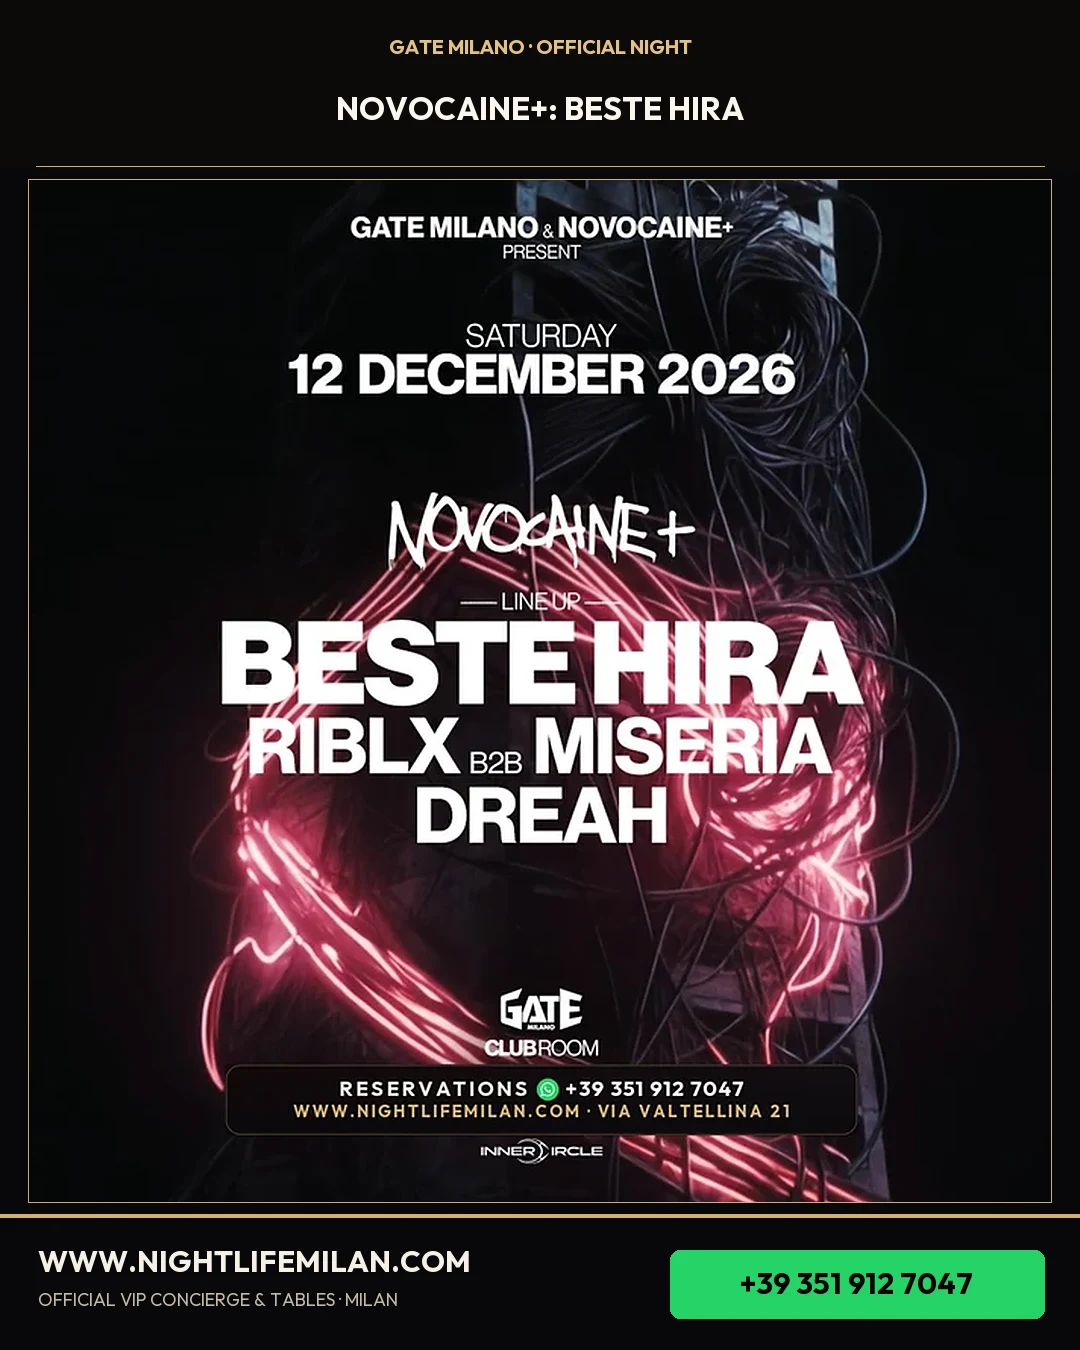 GATE MILANO · OFFICIAL NIGHT
NOVOCAINE+: BESTE HIRA
GATE MILANO & NOVOCAINE+
PRESENT
SATURDAY
12 DECEMBER 2026
NOVOCAINE+
LINE UP
BESTE HIRA
RIBLX B2B MISERIA
DREAH
GATE
MILANO
CLUBROOM
RESERVATIONS +39 351 912 7047
WWW.NIGHTLIFEMILAN.COM · VIA VALTELLINA 21
INNER CIRCLE
WWW.NIGHTLIFEMILAN.COM
OFFICIAL VIP CONCIERGE & TABLES · MILAN
+39 351 912 7047